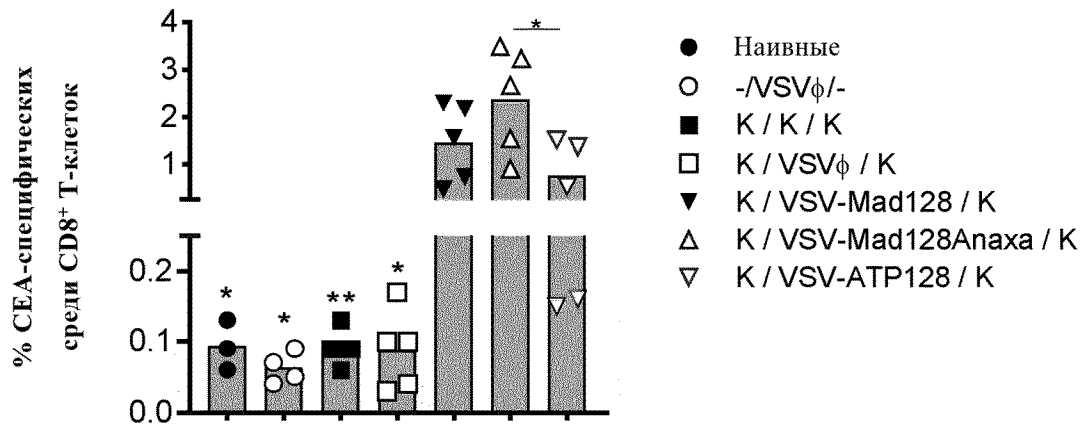 % CEA-специфических
среди CD8⁺ Т-клеток
4
3
2
1
0.2
0.1
0.0
*
*
**
*
*
Наивные
-/VSVϕ/-
K / K / K
K / VSVϕ / K
K / VSV-Mad128 / K
K / VSV-Mad128Anaxa / K
K / VSV-ATP128 / K